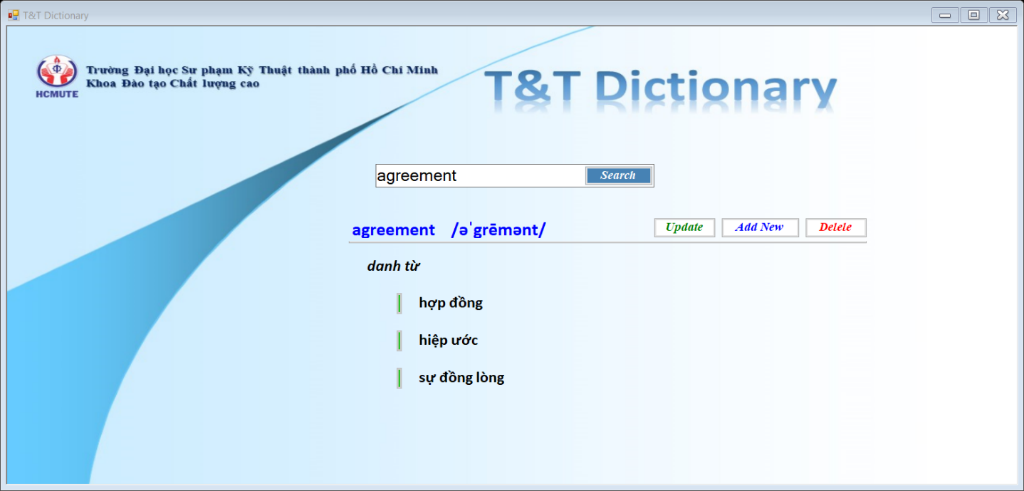 T&T Dictionary
HCMUTE
Trường Đại học Sư phạm Kỹ Thuật thành phố Hồ Chí Minh
Khoa Đào tạo Chất lượng cao
T&T Dictionary
agreement Search
agreement /əˈgrēmənt/ Update Add New Delele
danh từ
hợp đồng
hiệp ước
sự đồng lòng